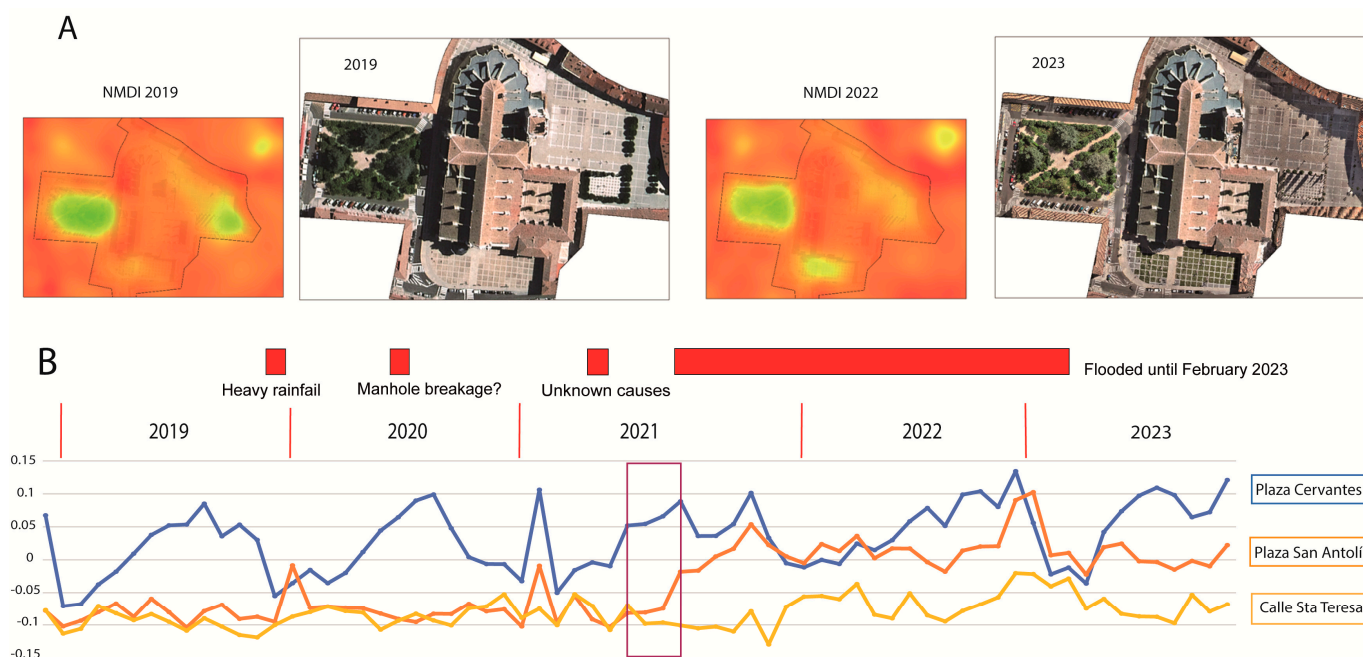 A
NMDI 2019
2019
NMDI 2022
2023
B
Heavy rainfail
Manhole breakage?
Unknown causes
Flooded until February 2023
2019
2020
2021
2022
2023
0.15
0.1
0.05
0
-0.05
-0.1
-0.15
Plaza Cervantes
Plaza San Antolí
Calle Sta Teresa